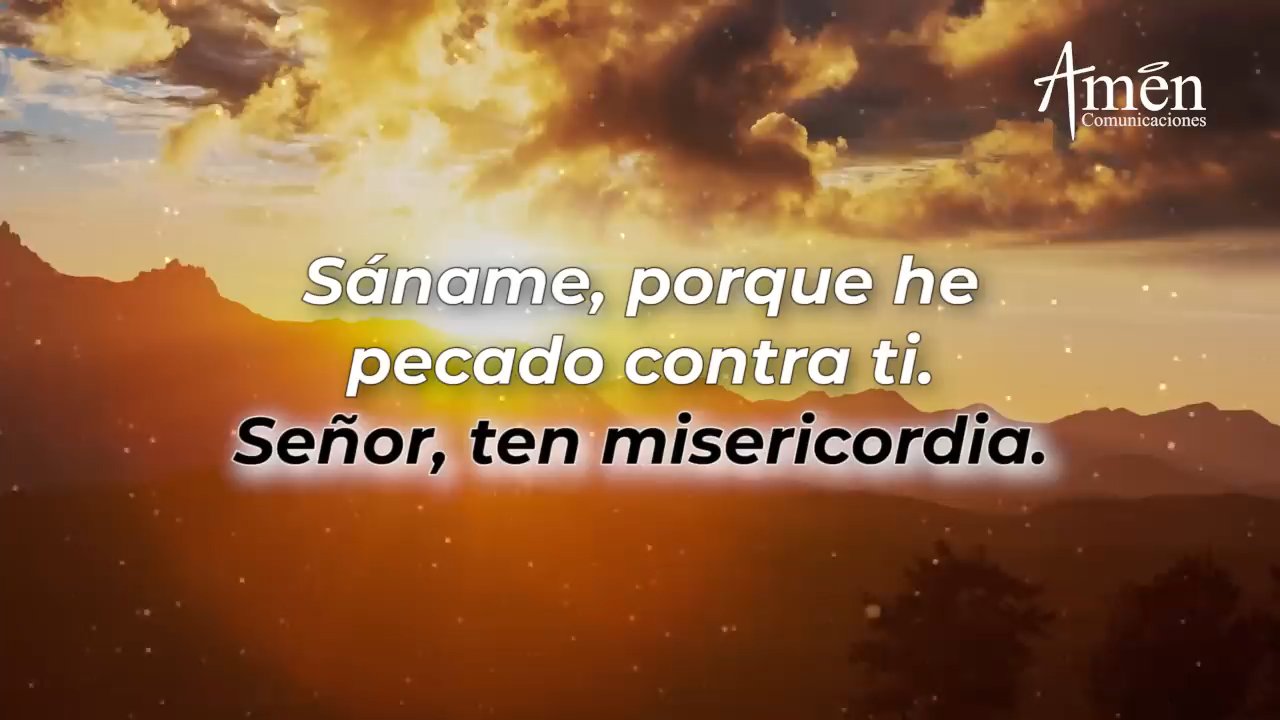 Amén
Comunicaciones
Sáname, porque he
pecado contra ti.
Señor, ten misericordia.